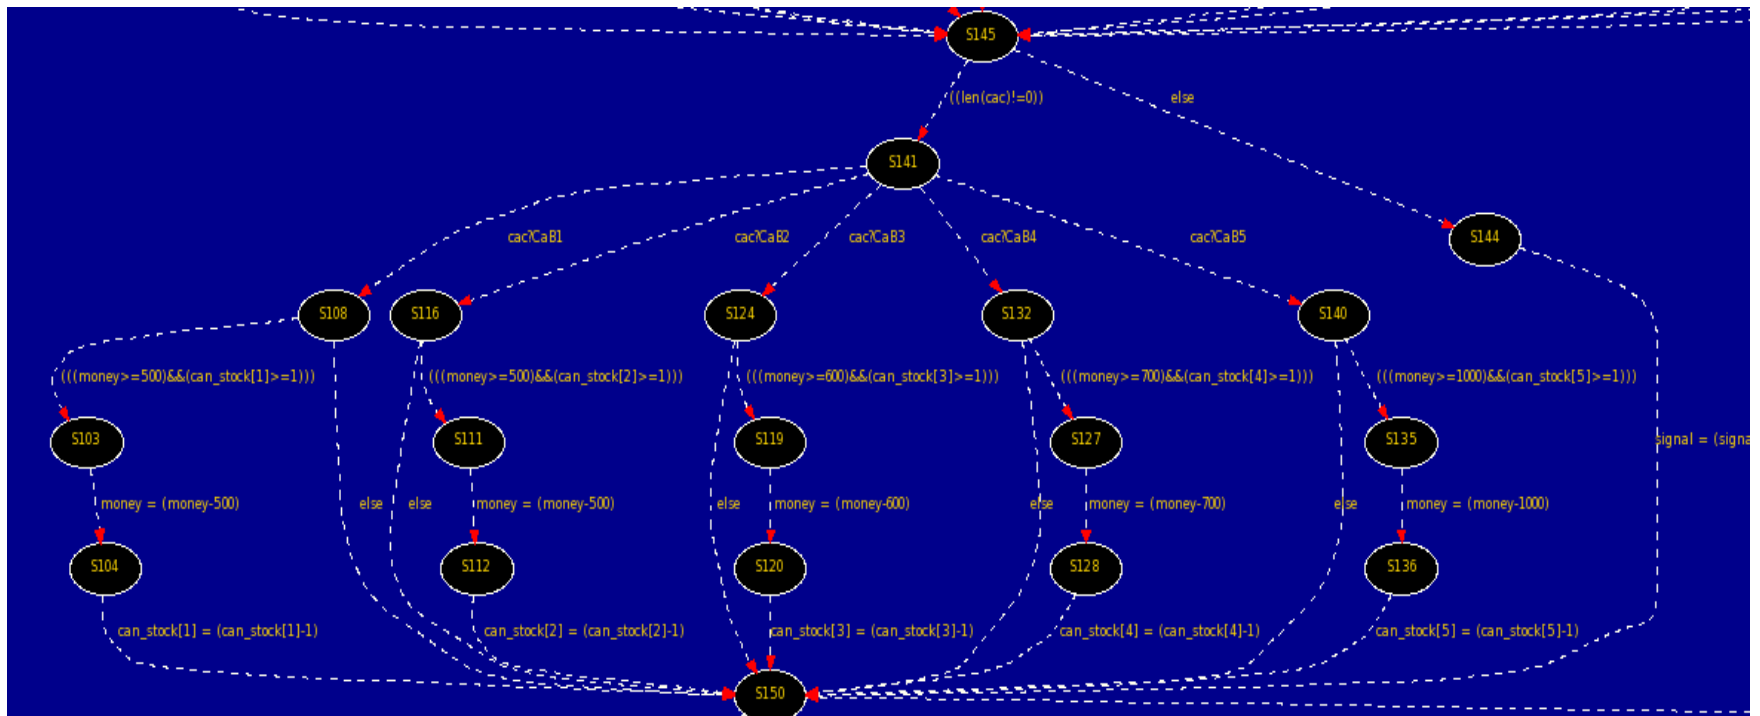 S145
((len(cac)!=0))
else
S141
cac?CaB1
cac?CaB2
cac?CaB3
cac?CaB4
cac?CaB5
S144
S108
S116
S124
S132
S140
(((money>=500)&&(can_stock[1]>=1)))
(((money>=500)&&(can_stock[2]>=1)))
(((money>=600)&&(can_stock[3]>=1)))
(((money>=700)&&(can_stock[4]>=1)))
(((money>=1000)&&(can_stock[5]>=1)))
S103
S111
S119
S127
S135
signal = (signa
money = (money-500)
else
else
money = (money-500)
else
money = (money-600)
else
money = (money-700)
else
money = (money-1000)
S104
S112
S120
S128
S136
can_stock[1] = (can_stock[1]-1)
can_stock[2] = (can_stock[2]-1)
can_stock[3] = (can_stock[3]-1)
can_stock[4] = (can_stock[4]-1)
can_stock[5] = (can_stock[5]-1)
S150